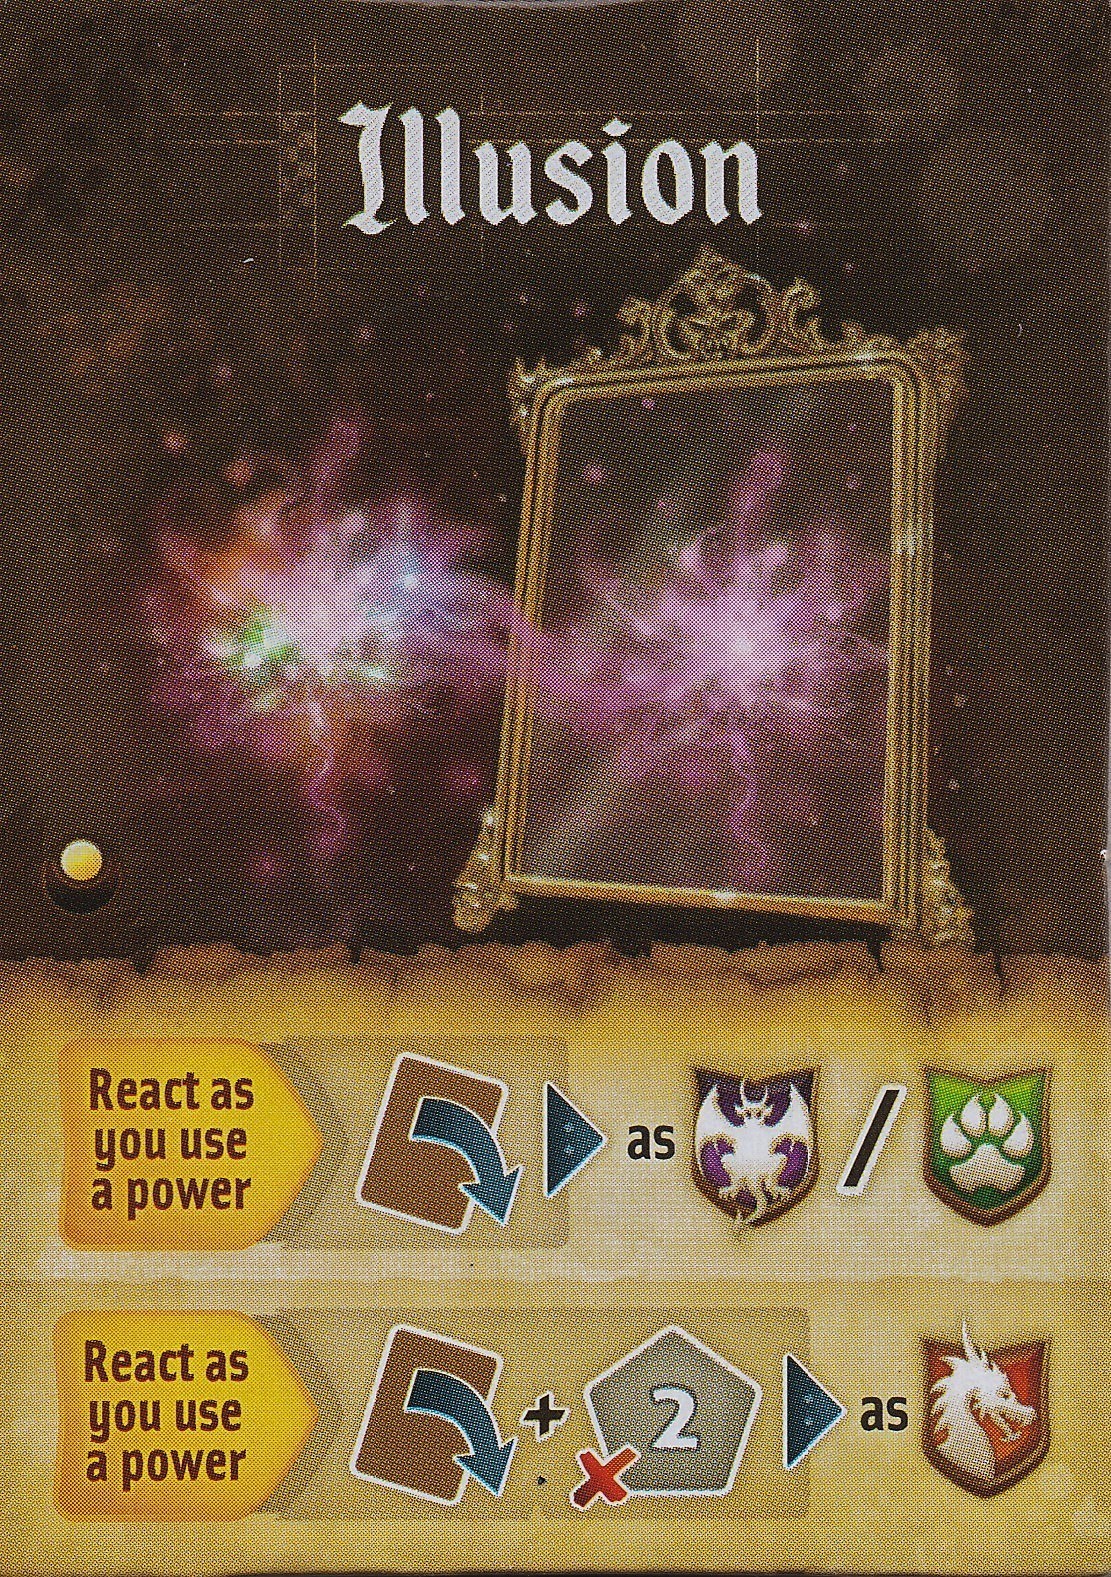 Illusion
React as
you use
a power
as /
React as
you use
a power
+ 2 as